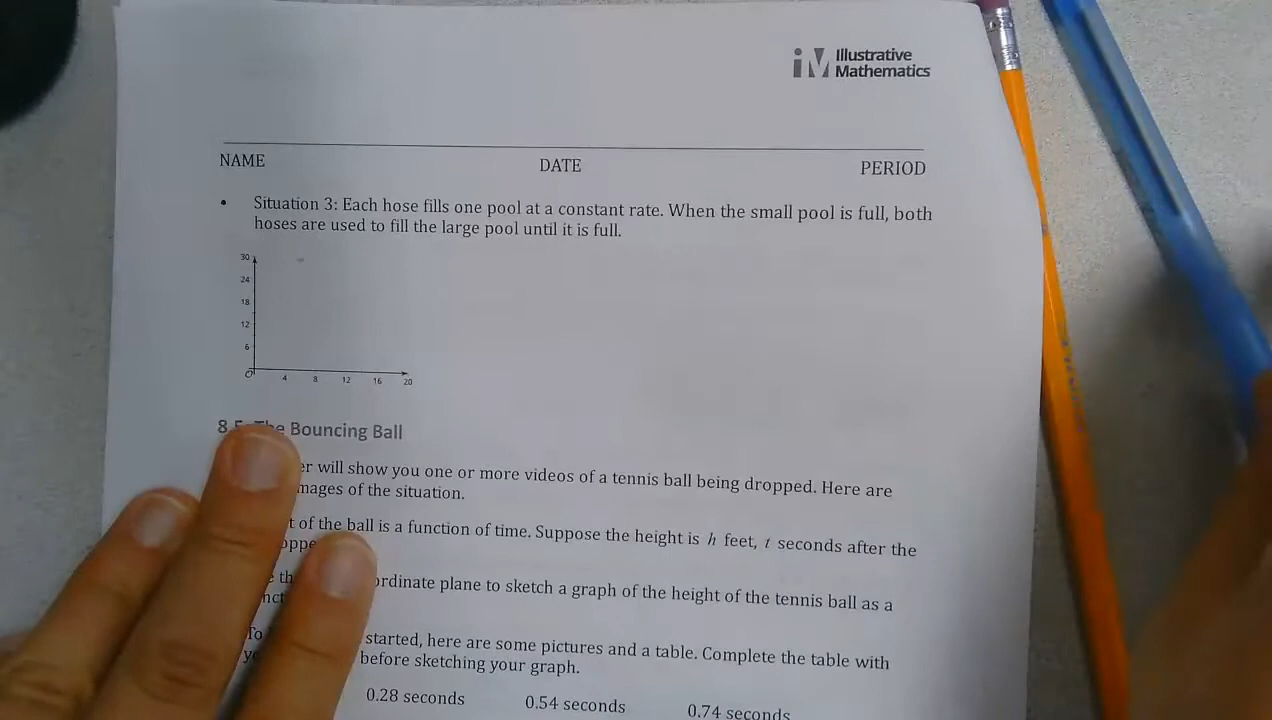 Illustrative
Mathematics
NAME DATE PERIOD
• Situation 3: Each hose fills one pool at a constant rate. When the small pool is full, both
hoses are used to fill the large pool until it is full.
30
24
18
12
6
O 4 8 12 16 20
Bouncing Ball
will show you one or more videos of a tennis ball being dropped. Here are
of the situation.
of the ball is a function of time. Suppose the height is h feet, t seconds after the
plane to sketch a graph of the height of the tennis ball as a
To started, here are some pictures and a table. Complete the table with
before sketching your graph.
0.28 seconds 0.54 seconds 0.74 seconds